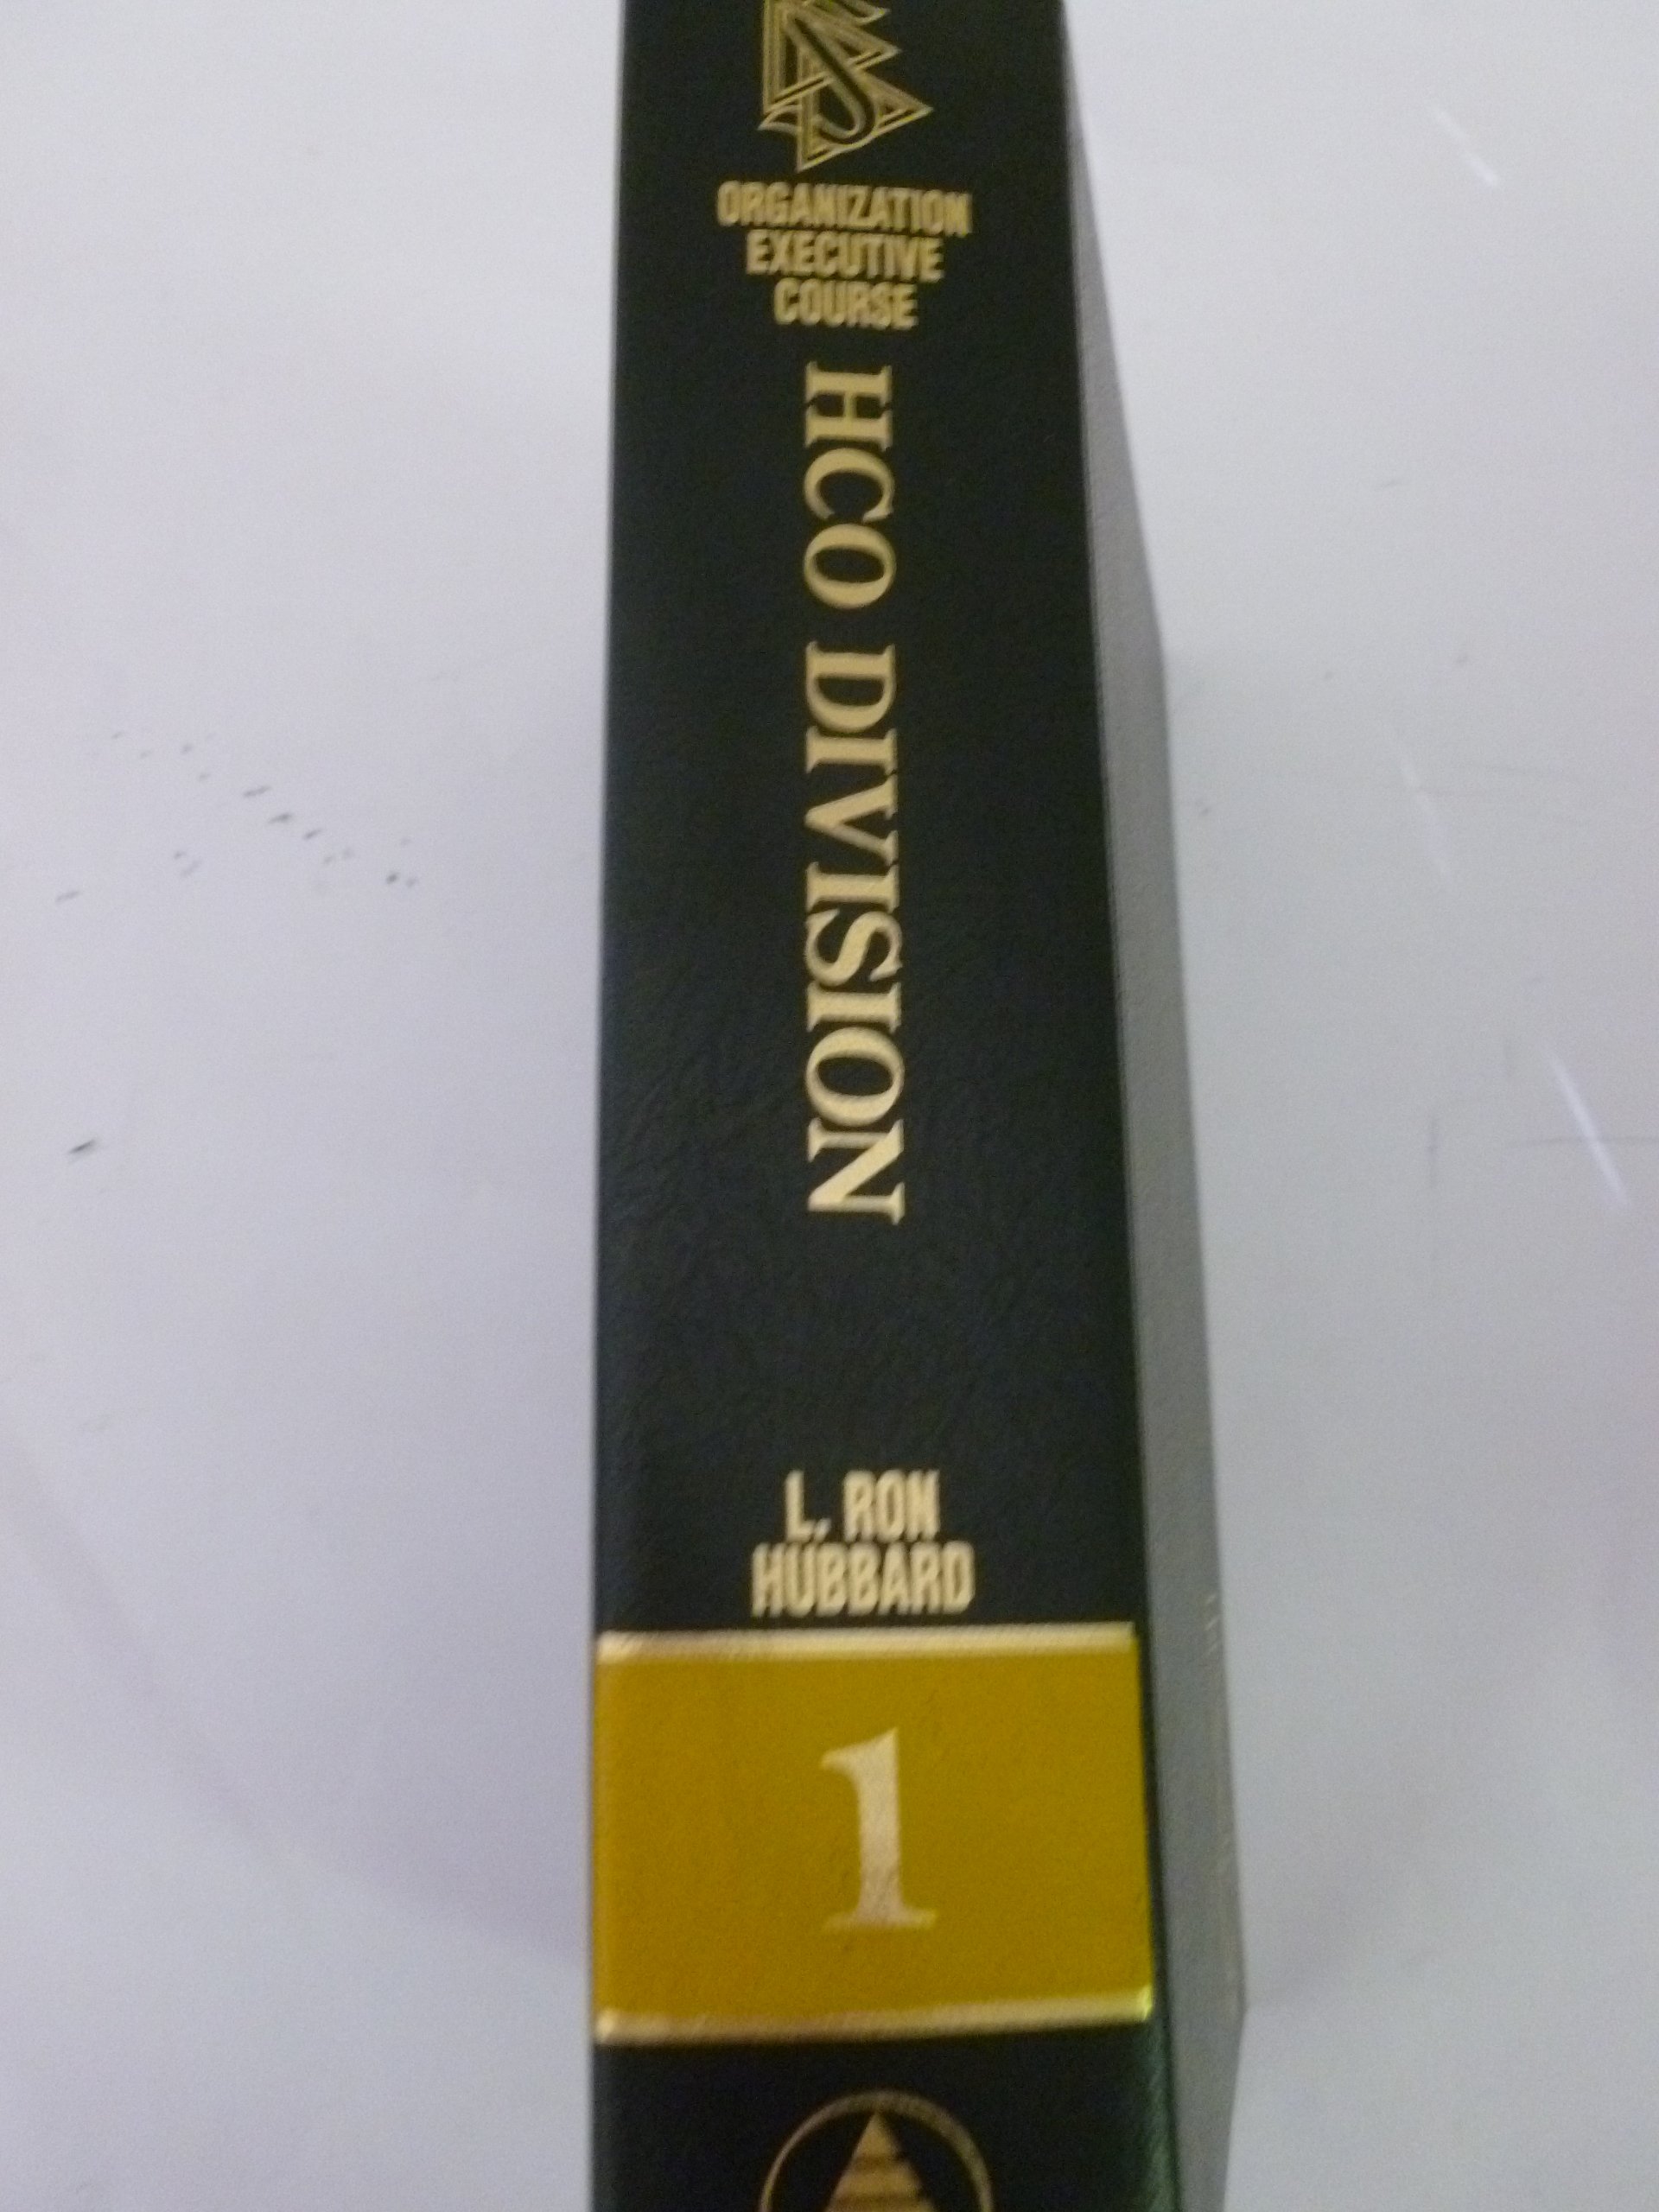 ORGANIZATION
EXECUTIVE
COURSE
HCO DIVISION
L. RON
HUBBARD
1